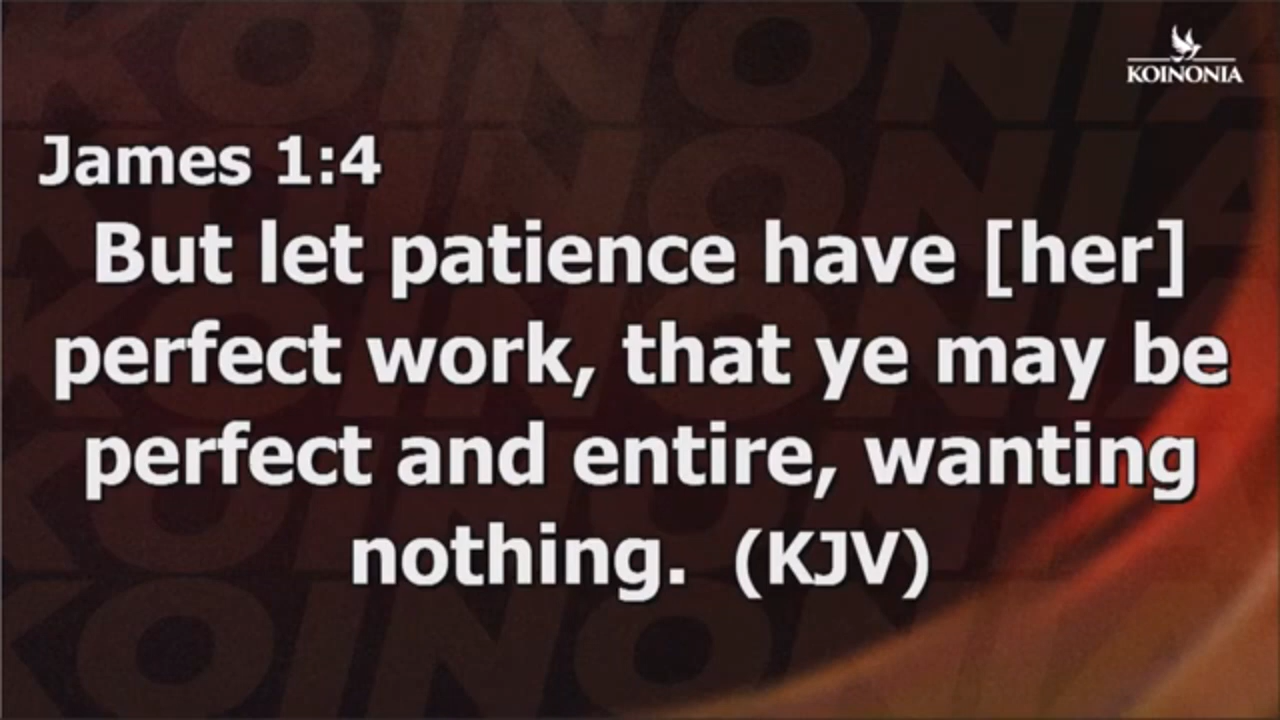 KOINONIA
James 1:4
But let patience have [her]
perfect work, that ye may be
perfect and entire, wanting
nothing. (KJV)